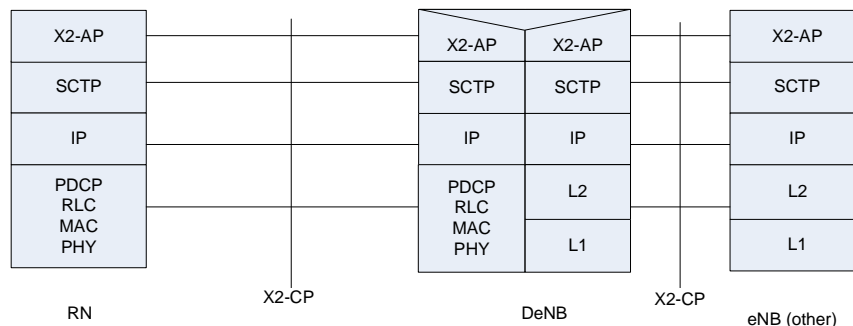 X2-AP
SCTP
IP
PDCP
RLC
MAC
PHY
RN
X2-CP
X2-AP
X2-AP
SCTP
SCTP
IP
IP
PDCP
RLC
MAC
PHY
L2
L1
DeNB
X2-CP
X2-AP
SCTP
IP
L2
L1
eNB (other)